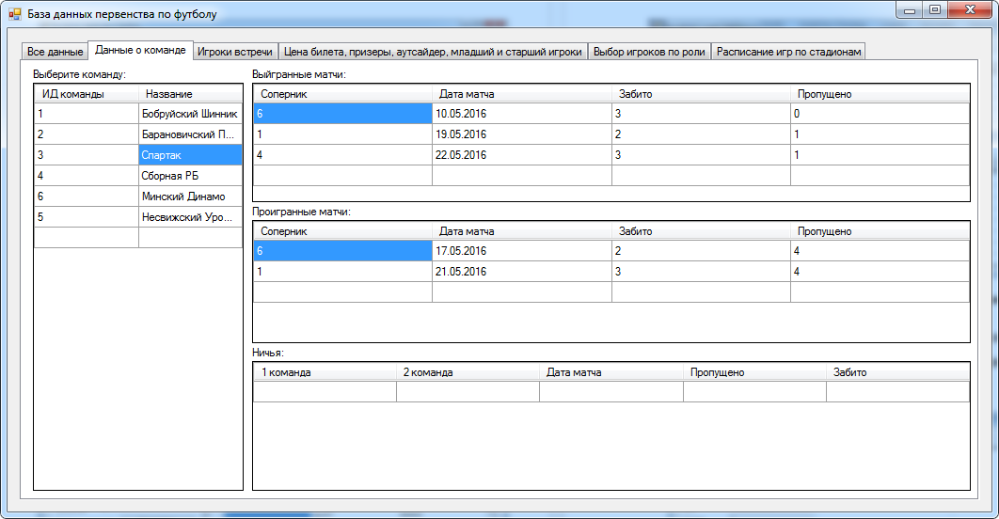 База данных первенства по футболу
Все данные Данные о команде Игроки встречи Цена билета, призеры, аутсайдер, младший и старший игроки Выбор игроков по роли Расписание игр по стадионам
Выберите команду:
ИД команды Название
1 Бобруйский Шинник
2 Барановичский П...
3 Спартак
4 Сборная РБ
6 Минский Динамо
5 Несвижский Уро...
Выйгранные матчи:
Соперник Дата матча Забито Пропущено
6 10.05.2016 3 0
1 19.05.2016 2 1
4 22.05.2016 3 1
Проигранные матчи:
Соперник Дата матча Забито Пропущено
6 17.05.2016 2 4
1 21.05.2016 3 4
Ничья:
1 команда 2 команда Дата матча Пропущено Забито